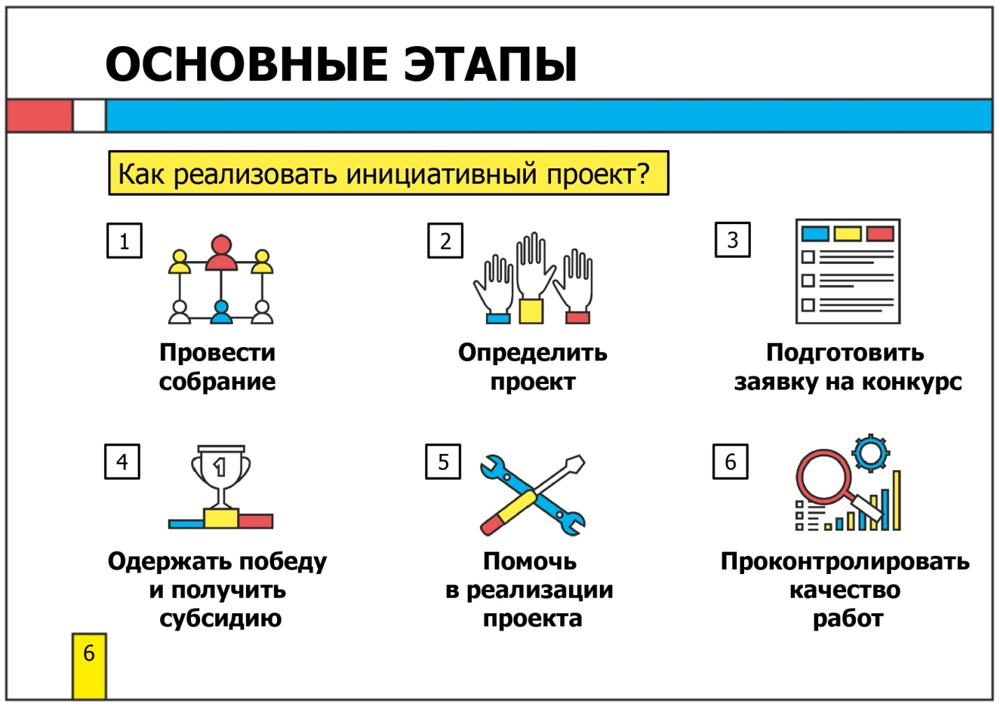 ОСНОВНЫЕ ЭТАПЫ
Как реализовать инициативный проект?
1
Провести
собрание
2
Определить
проект
3
Подготовить
заявку на конкурс
4
1
Одержать победу
и получить
субсидию
5
Помочь
в реализации
проекта
6
Проконтролировать
качество
работ
6